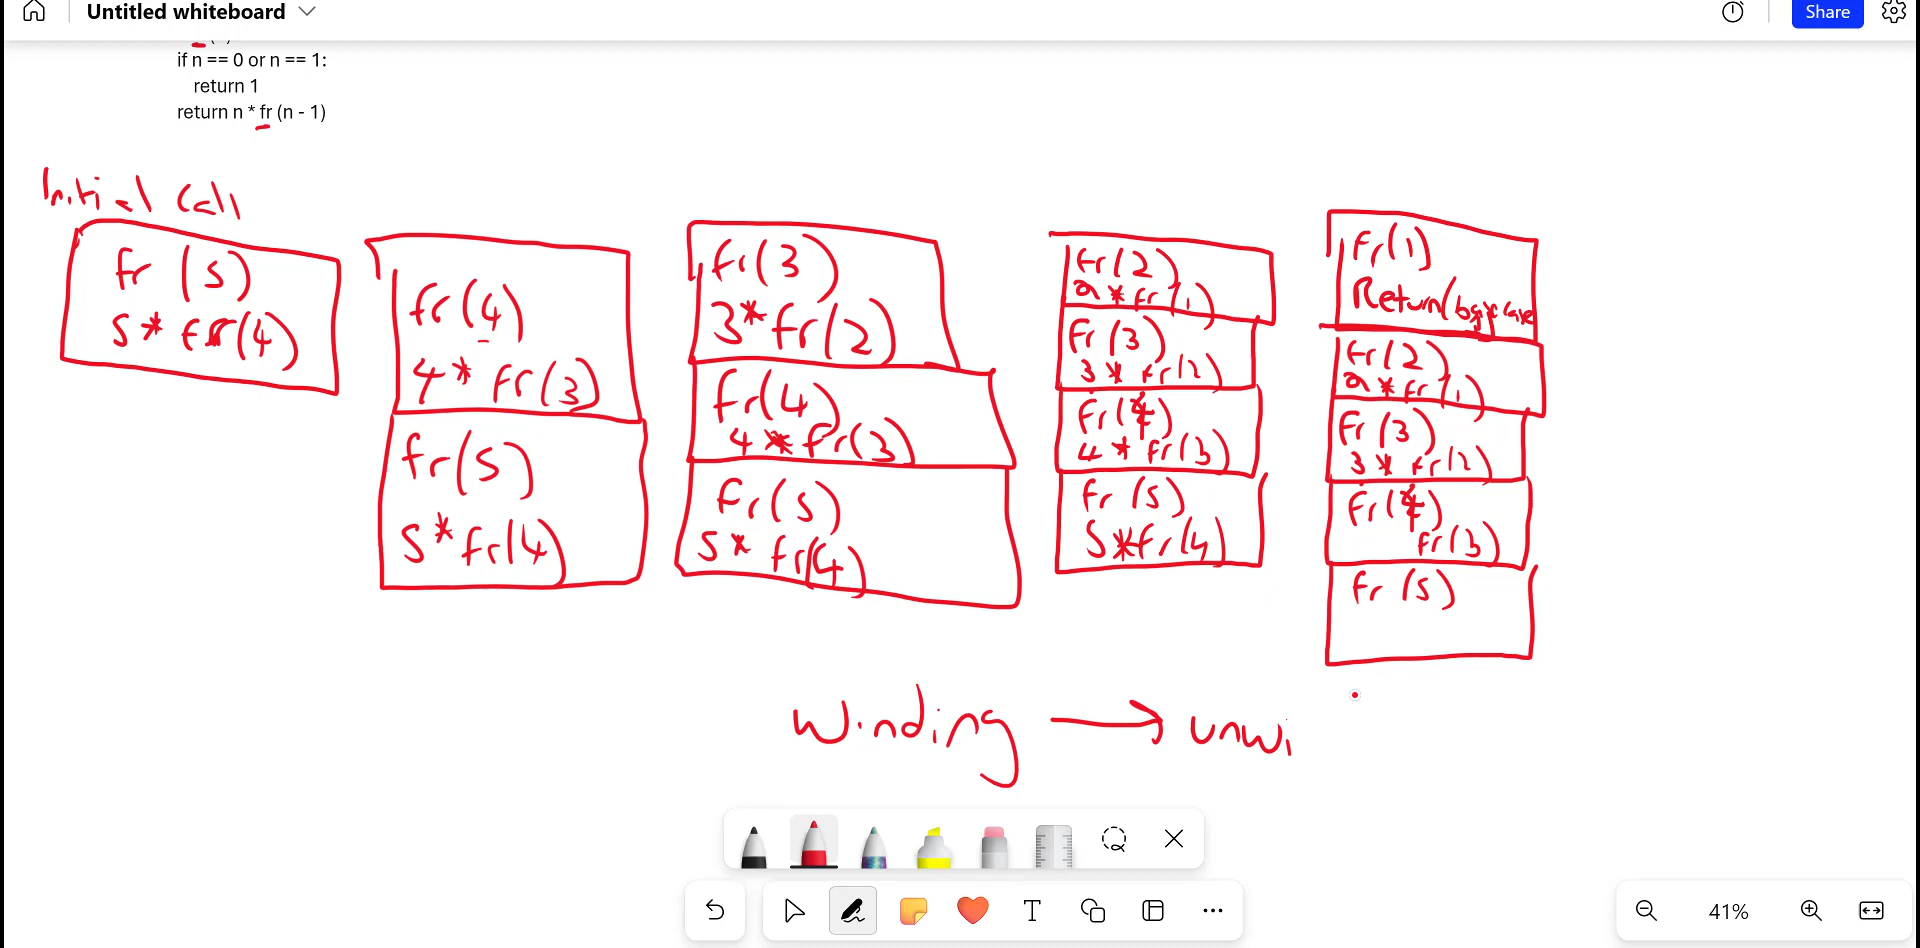 Untitled whiteboard
Share
if n == 0 or n == 1:
return 1
return n * fr (n - 1)
Initial Call
fr (5)
5 * fr(4)
fr(4)
4 * fr(3)
fr(5)
5 * fr(4)
fr(3)
3 * fr(2)
fr(4)
4 * fr(3)
fr(5)
5 * fr(4)
fr(2)
2 * fr(1)
fr(3)
3 * fr(2)
fr(4)
4 * fr(3)
fr(5)
5 * fr(4)
fr(1)
Return (base case
fr(2)
2 * fr(1)
fr(3)
3 * fr(2)
fr(4)
fr(3)
fr(5)
Winding → unwi
41%